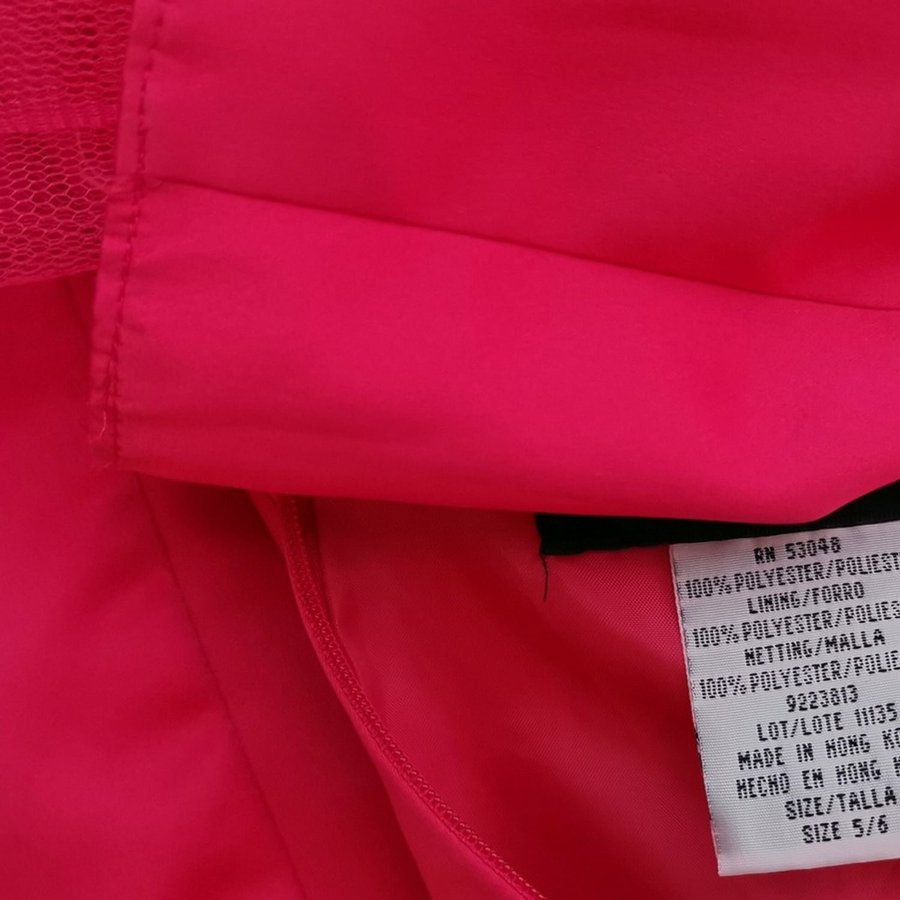 RN 53048
100% POLYESTER/POLIEST
LINING/FORRO
100% POLYESTER/POLIES
NETTING/MALLA
100% POLYESTER/POLIE
9223813
LOT/LOTE 11135
MADE IN HONG KO
HECHO EN HONG K
SIZE/TALLA
SIZE 5/6